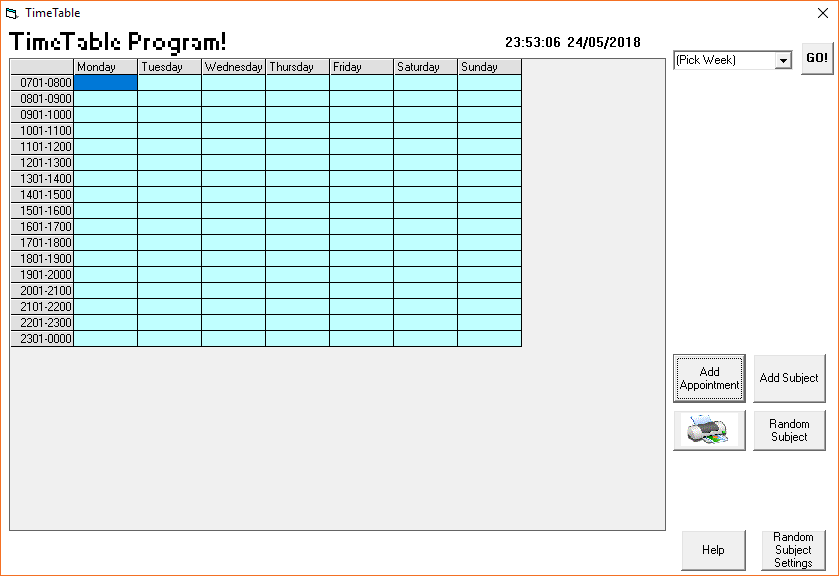 TimeTable
TimeTable Program!
23:53:06 24/05/2018
(Pick Week)
GO!
Monday Tuesday Wednesday Thursday Friday Saturday Sunday
0701-0800
0801-0900
0901-1000
1001-1100
1101-1200
1201-1300
1301-1400
1401-1500
1501-1600
1601-1700
1701-1800
1801-1900
1901-2000
2001-2100
2101-2200
2201-2300
2301-0000
Add
Appointment
Add Subject
Random
Subject
Help
Random
Subject
Settings